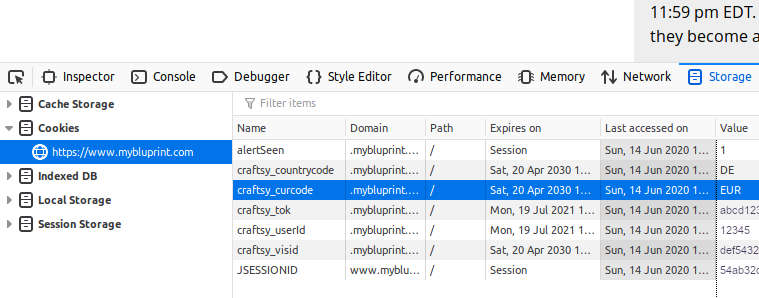 11:59 pm EDT.
they become a
Inspector Console Debugger Style Editor Performance Memory Network Storage
Cache Storage
Cookies
https://www.mybluprint.com
Indexed DB
Local Storage
Session Storage
Filter items
Name Domain Path Expires on Last accessed on Value
alertSeen .mybluprint.... / Session Sun, 14 Jun 2020 1... 1
craftsy_countrycode .mybluprint.... / Sat, 20 Apr 2030 1... Sun, 14 Jun 2020 1... DE
craftsy_curcode .mybluprint.... / Sat, 20 Apr 2030 1... Sun, 14 Jun 2020 1... EUR
craftsy_tok .mybluprint.... / Mon, 19 Jul 2021 1... Sun, 14 Jun 2020 1... abcd123
craftsy_userId .mybluprint.... / Mon, 19 Jul 2021 1... Sun, 14 Jun 2020 1... 12345
craftsy_visid .mybluprint.... / Sat, 20 Apr 2030 1... Sun, 14 Jun 2020 1... def5432
JSESSIONID www.myblu... / Session Sun, 14 Jun 2020 1... 54ab32